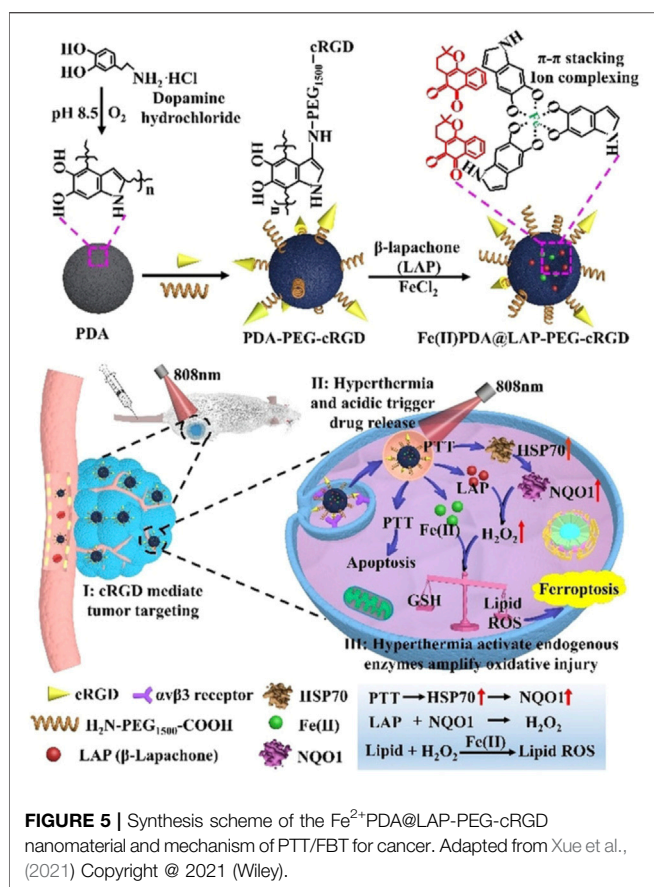 HO
HO
NH₂·HCl
Dopamine
hydrochloride
pH 8.5 O₂
OH
HO
NH
n
PDA
cRGD
PEG₁₅₀₀
NH
OH
HO
NH
n
PDA-PEG-cRGD
β-lapachone
(LAP)
FeCl₂
π-π stacking
Ion complexing
NH
O
O
O
O
O
O
O
O
O
O
O
O
Fe
HN
NH
Fe(II)PDA@LAP-PEG-cRGD
808nm
I: cRGD mediate
tumor targeting
II: Hyperthermia
and acidic trigger
drug release
808nm
PTT
HSP70
LAP
NQO1
PTT
Fe(II)
H₂O₂
Apoptosis
GSH
Lipid
ROS
Ferroptosis
III: Hyperthermia activate endogenous
enzymes amplify oxidative injury
cRGD
αvβ3 receptor
HSP70
H₂N-PEG₁₅₀₀-COOH
Fe(II)
LAP (β-Lapachone)
NQO1
PTT → HSP70↑ → NQO1↑
LAP + NQO1 → H₂O₂
Fe(II)
Lipid + H₂O₂ → Lipid ROS
FIGURE 5 | Synthesis scheme of the Fe²⁺PDA@LAP-PEG-cRGD
nanomaterial and mechanism of PTT/FBT for cancer. Adapted from Xue et al.,
(2021) Copyright @ 2021 (Wiley).